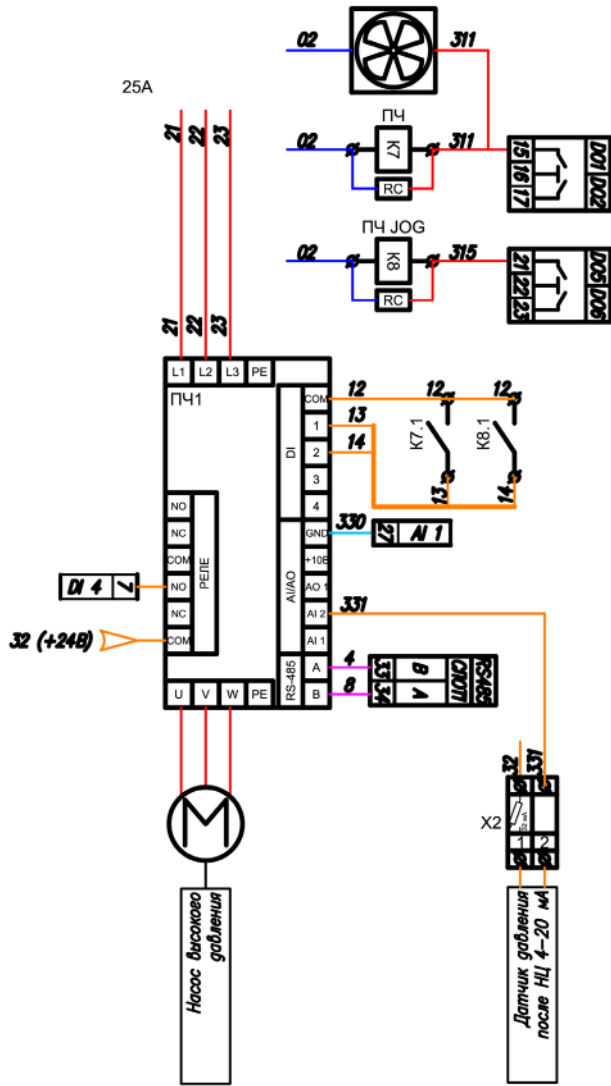 02
311
25A
21
22
23
ПЧ
02
K7
311
RC
15
16
17
DO1
DO2
ПЧ JOG
02
K8
315
RC
21
22
23
DO5
DO6
21
22
23
L1
L2
L3
PE
ПЧ1
DI
COM
1
2
3
4
12
13
14
12
12
K7.1
K8.1
13
14
NO
NC
COM
NO
NC
COM
РЕЛЕ
AI/AO
GND
+10В
AO 1
AI 2
AI 1
330
27
AI 1
331
DI 4
7
32 (+24В)
RS-485
A
B
4
8
33
34
B
A
RS485
СПОТ1
U
V
W
PE
M
32
331
X2
32 мА
1
2
Насос высокого
давления
Датчик давления
после НЦ 4-20 мА